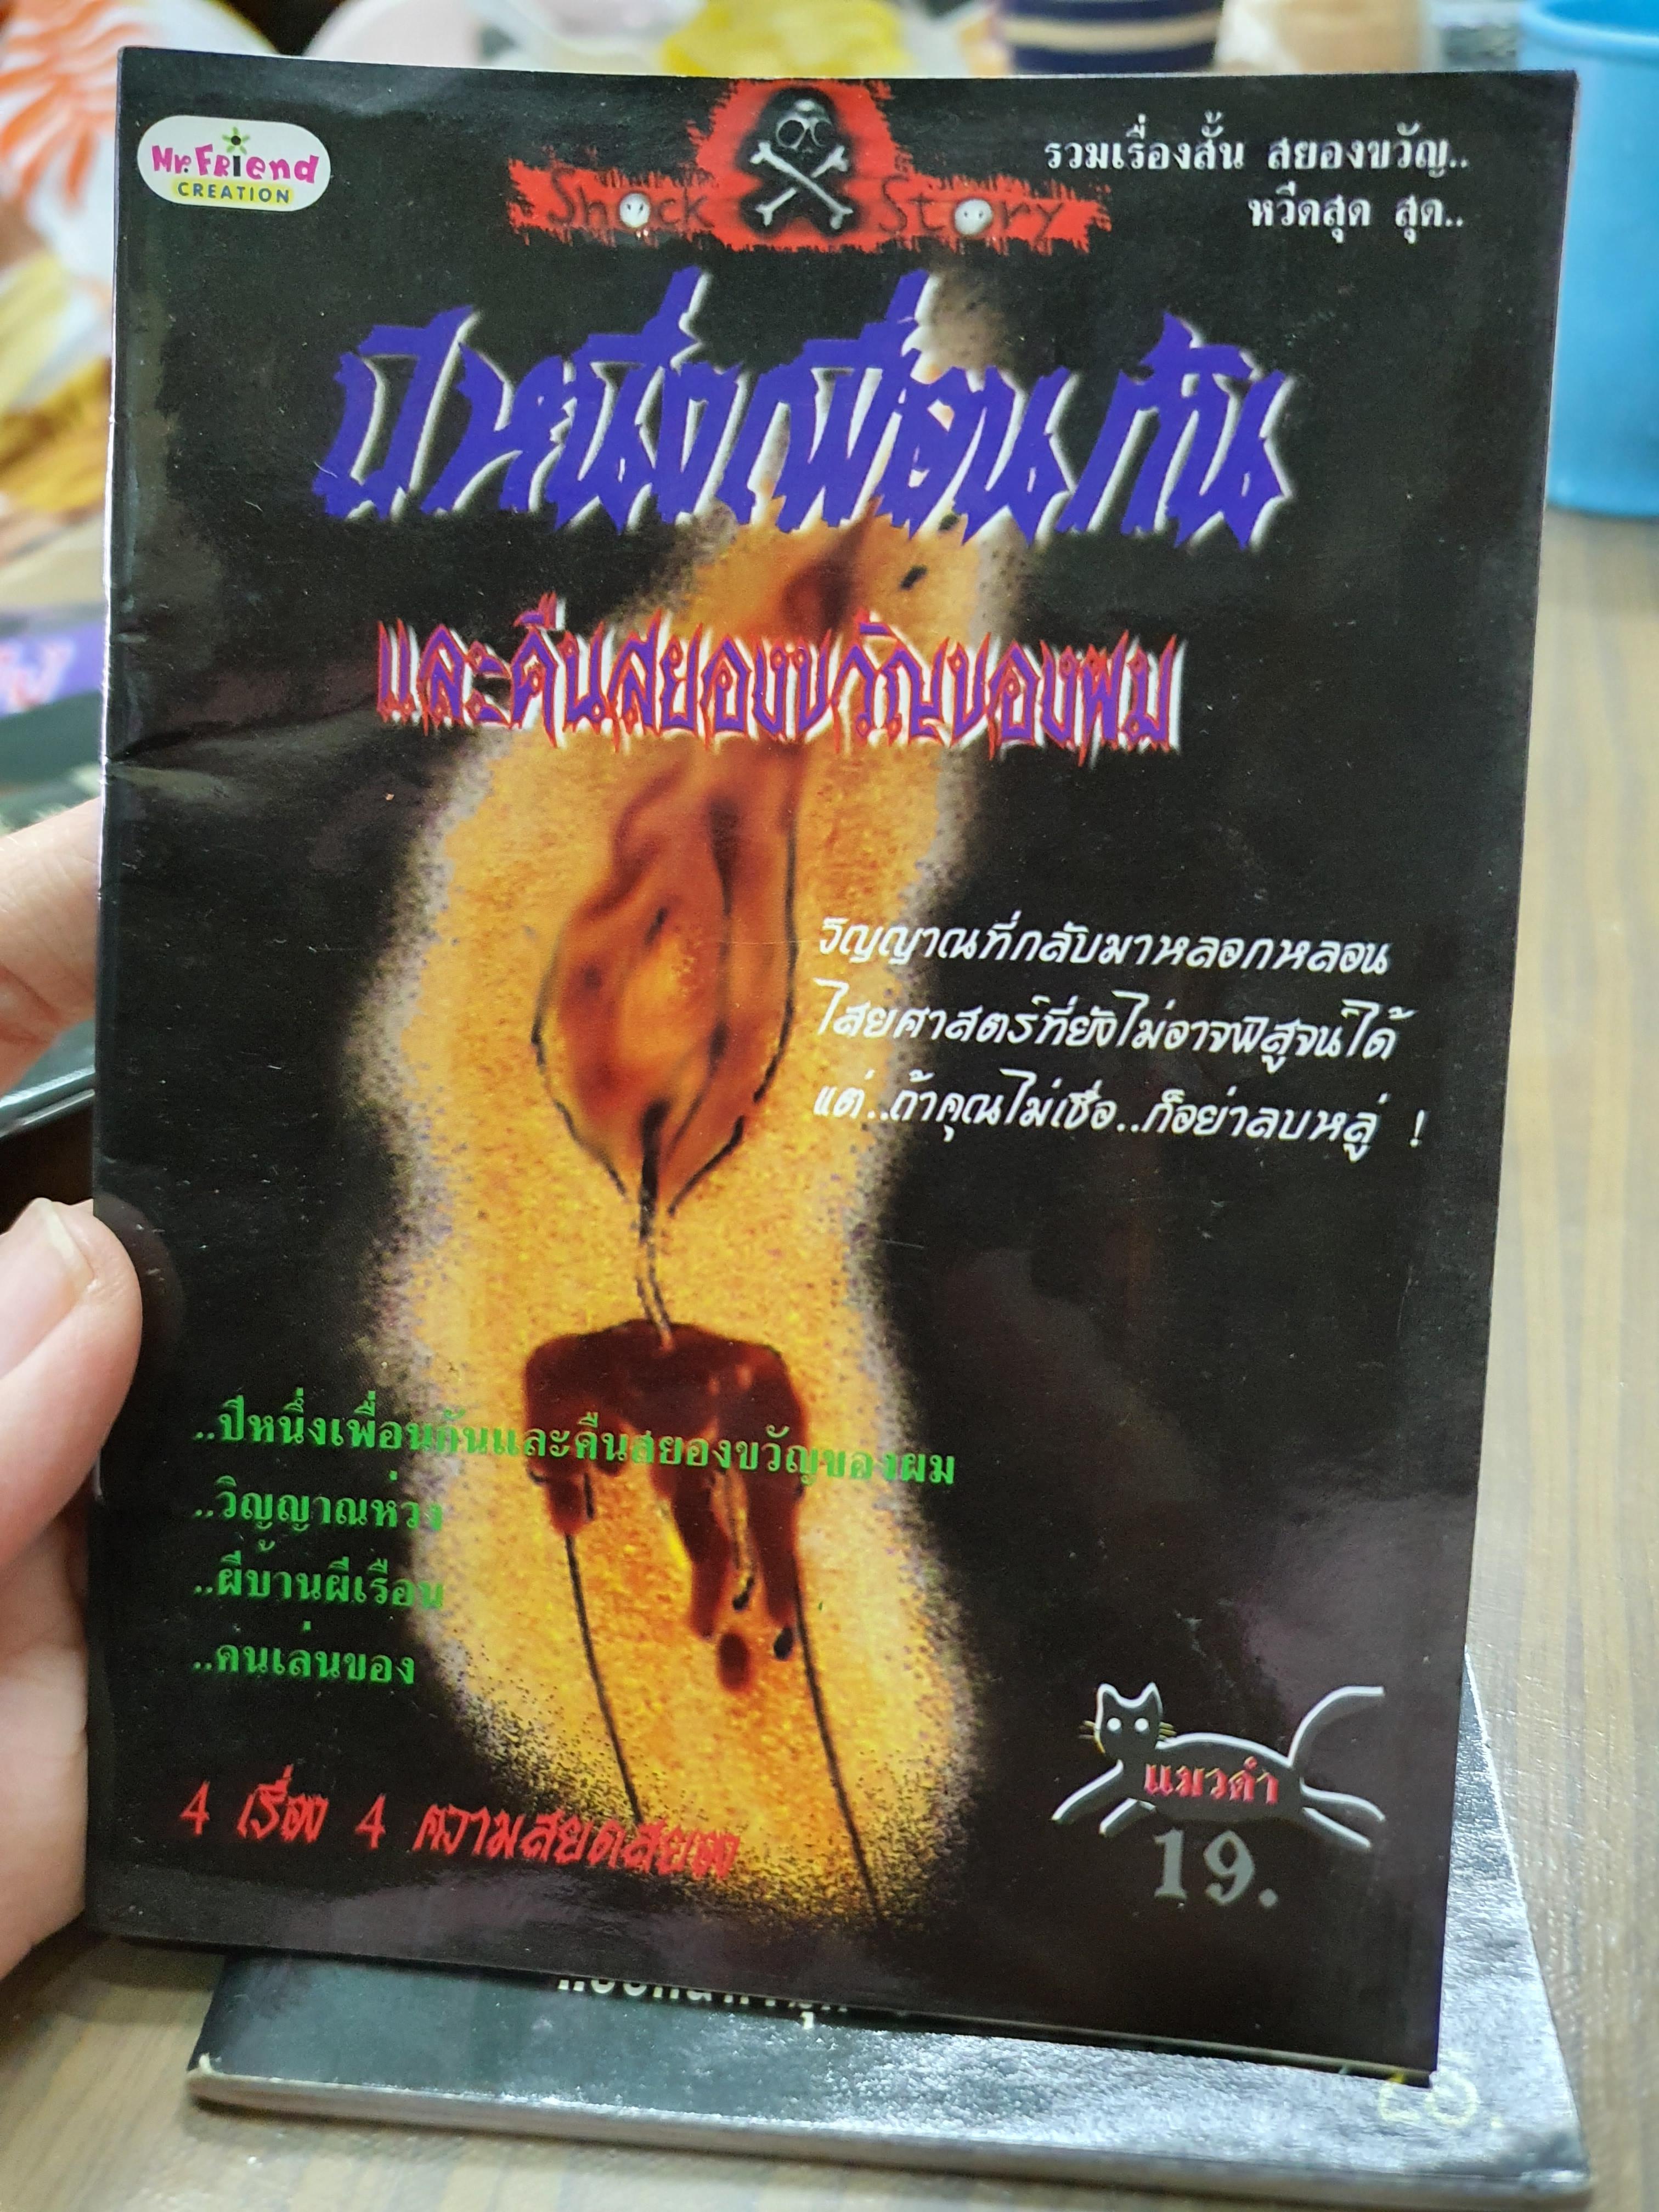 Mr.Friend
CREATION
Shock Story
รวมเรื่องสั้น สยองขวัญ..
หวีดสุด สุด..
ปีหนึ่งเพื่อนกัน
และคืนสยองขวัญของผม
วิญญาณที่กลับมาหลอกหลอน
ไสยศาสตร์ที่ยังไม่อาจพิสูจน์ได้
แต่..ถ้าคุณไม่เชื่อ..ก็อย่าลบหลู่ !
..ปีหนึ่งเพื่อนกันและคืนสยองขวัญของผม
..วิญญาณห่วง
..ผีบ้านผีเรือน
..คนเล่นของ
4 เรื่อง 4 ความสยดสยอง
แมวดำ
19.